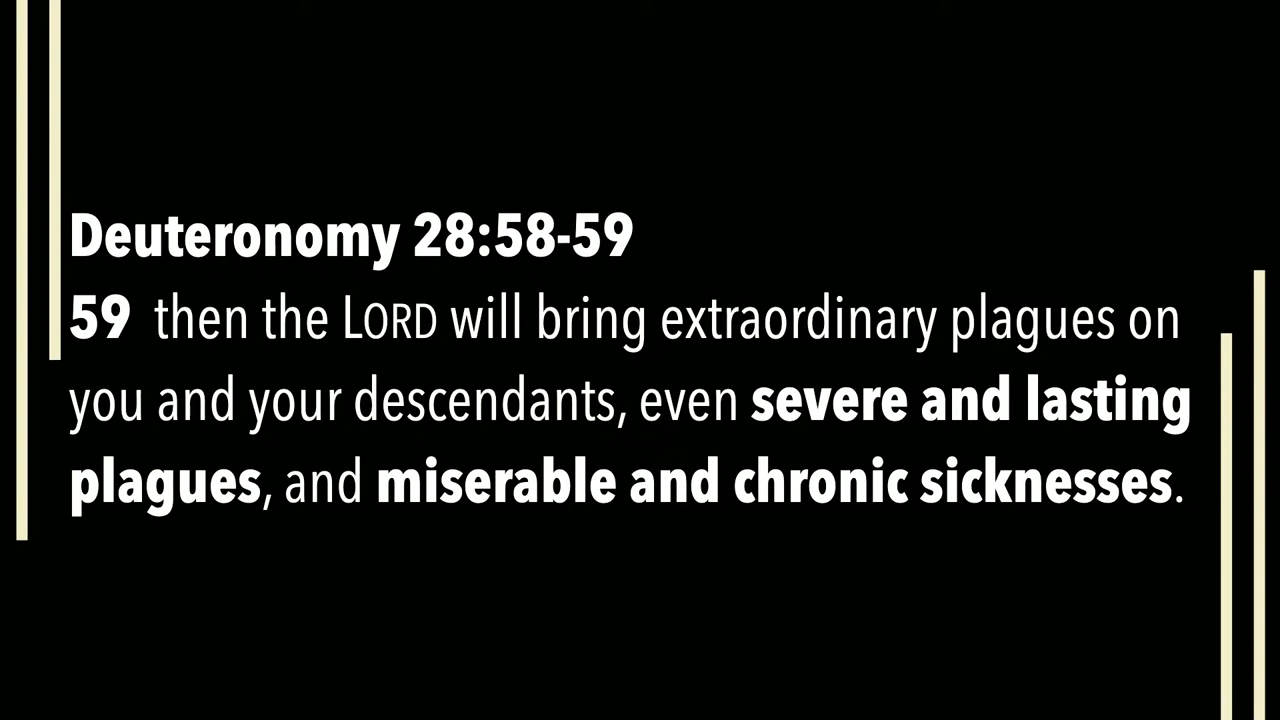 Deuteronomy 28:58-59
59 then the LORD will bring extraordinary plagues on
you and your descendants, even severe and lasting
plagues, and miserable and chronic sicknesses.